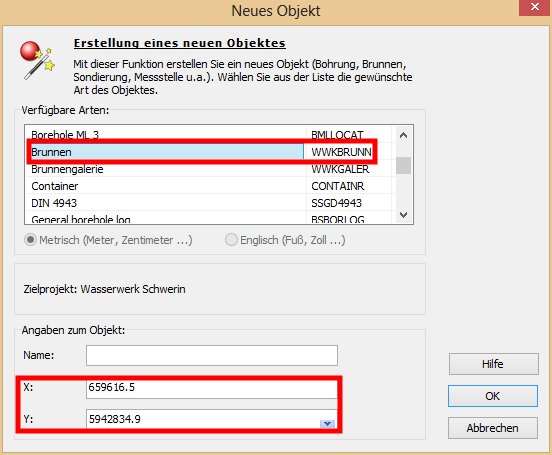 Neues Objekt
Erstellung eines neuen Objektes
Mit dieser Funktion erstellen Sie ein neues Objekt (Bohrung, Brunnen,
Sondierung, Messstelle u.a.). Wählen Sie aus der Liste die gewünschte
Art des Objektes.
Verfügbare Arten:
Borehole ML 3 BMLLOCAT
Brunnen WWKBRUNN
Brunnengalerie WWKGALER
Container CONTAINR
DIN 4943 SSGD4943
General borehole log BSBORLOG
Metrisch (Meter, Zentimeter ...) Englisch (Fuß, Zoll ...)
Zielprojekt: Wasserwerk Schwerin
Angaben zum Objekt:
Name:
X: 659616.5
Y: 5942834.9
Hilfe
OK
Abbrechen